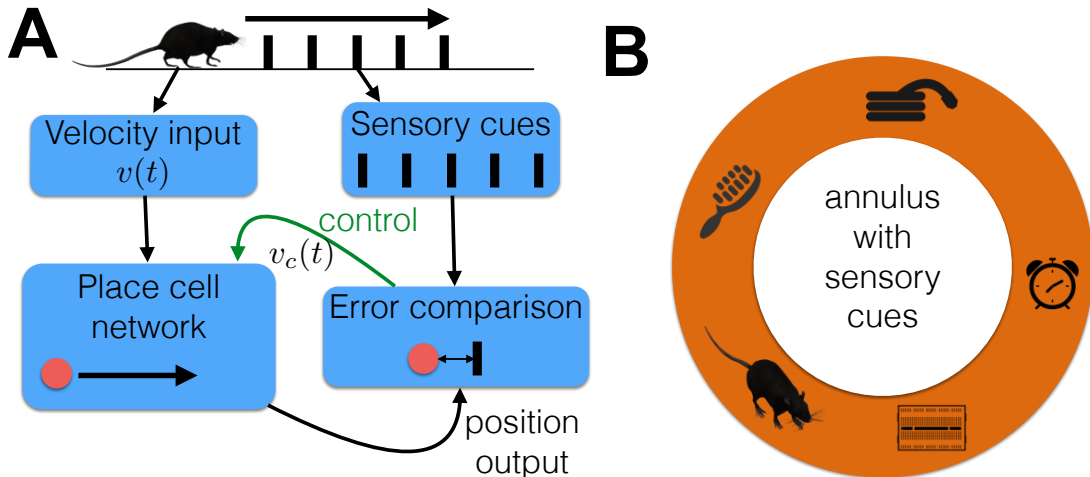 A
Velocity input
v(t)
Sensory cues
control
v_c(t)
Place cell
network
Error comparison
position
output
B
annulus
with
sensory
cues